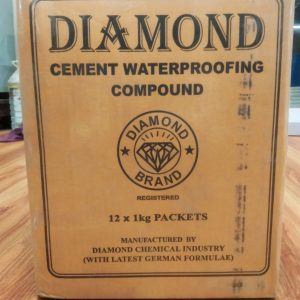 DIAMOND
CEMENT WATERPROOFING
COMPOUND
DIAMOND
BRAND
REGISTERED
12 x 1kg PACKETS
MANUFACTURED BY
DIAMOND CHEMICAL INDUSTRY
(WITH LATEST GERMAN FORMULAE)